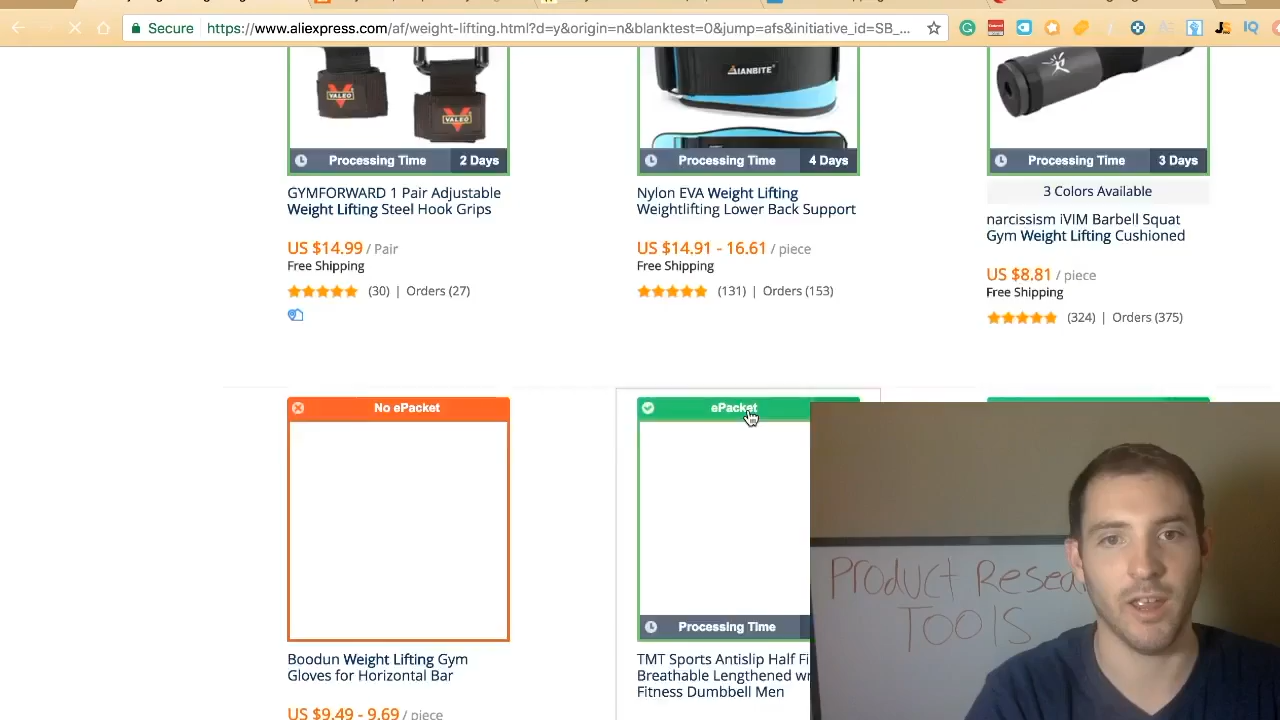 Secure
https://www.aliexpress.com/af/weight-lifting.html?d=y&origin=n&blanktest=0&jump=afs&initiative_id=SB_...
VALEO
VALEO
AIANBITE
Processing Time 2 Days
Processing Time 4 Days
Processing Time 3 Days
GYMFORWARD 1 Pair Adjustable
Weight Lifting Steel Hook Grips
US $14.99 / Pair
Free Shipping
(30) | Orders (27)
Nylon EVA Weight Lifting
Weightlifting Lower Back Support
US $14.91 - 16.61 / piece
Free Shipping
(131) | Orders (153)
3 Colors Available
narcissism iVIM Barbell Squat
Gym Weight Lifting Cushioned
US $8.81 / piece
Free Shipping
(324) | Orders (375)
No ePacket
ePacket
Processing Time
Boodun Weight Lifting Gym
Gloves for Horizontal Bar
US $9.49 - 9.69 / piece
TMT Sports Antislip Half Fi
Breathable Lengthened wr
Fitness Dumbbell Men
PRODUCT RESEA
TOOLS